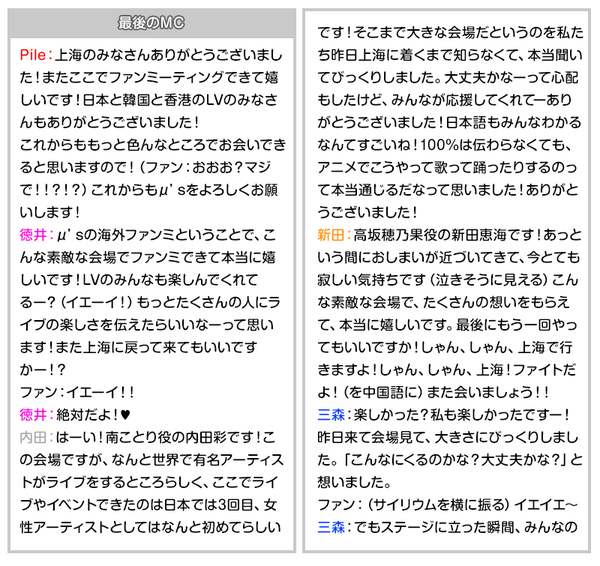 最後のMC
Pile：上海のみなさんありがとうございまし
た！またここでファンミーティングできて嬉
しいです！日本と韓国と香港のLVのみなさ
んもありがとうございました！
これからももっと色んなところでお会いできる
と思いますので！（ファン：おおお？マジ
で！！？！？）これからもμ’sをよろしくお願
いします！
徳井：μ’sの海外ファンミということで、こ
んな素敵な会場でファンミできて本当に嬉
しいです！LVのみんなも楽しんでくれて
るー？（イエーイ！）もっとたくさんの人にラ
イブの楽しさを伝えたらいいなーって思い
ます！また上海に戻って来てもいいです
かー！？
ファン：イエーイ！！
徳井：絶対だよ！♥
内田：はーい！南ことり役の内田彩です！こ
の会場ですが、なんと世界で有名アーティス
トがライブをするところらしく、ここでライ
ブやイベントできたのは日本では3回目、女
性アーティストとしてはなんと初めてらしい
です！そこまで大きな会場だというのを私た
ち昨日上海に着くまで知らなくて、本当聞い
てびっくりしました。大丈夫かなーって心配
もしたけど、みんなが応援してくれてーあり
がとうございました！日本語もみんなわかる
なんてすごいね！100%は伝わらなくても、
アニメでこうやって歌って踊ったりするのっ
て本当通じるだなって思いました！ありがと
うございました！
新田：高坂穂乃果役の新田恵海です！あっと
いう間におしまいが近づいてきて、今とても
寂しい気持ちです（泣きそうに見える）こん
な素敵な会場で、たくさんの想いをもらえ
て、本当に嬉しいです。最後にもう一回やっ
てもいいですか！しゃん、しゃん、上海で行
きますよ！しゃん、しゃん、上海！ファイトだ
よ！（を中国語に）また会いましょう！！
三森：楽しかった？私も楽しかったですー！
昨日来て会場見て、大きさにびっくりしまし
た。「こんなにくるのかな？大丈夫かな？」と
想いました。
ファン：（サイリウムを横に振る）イエイエ～
三森：でもステージに立った瞬間、みんなの